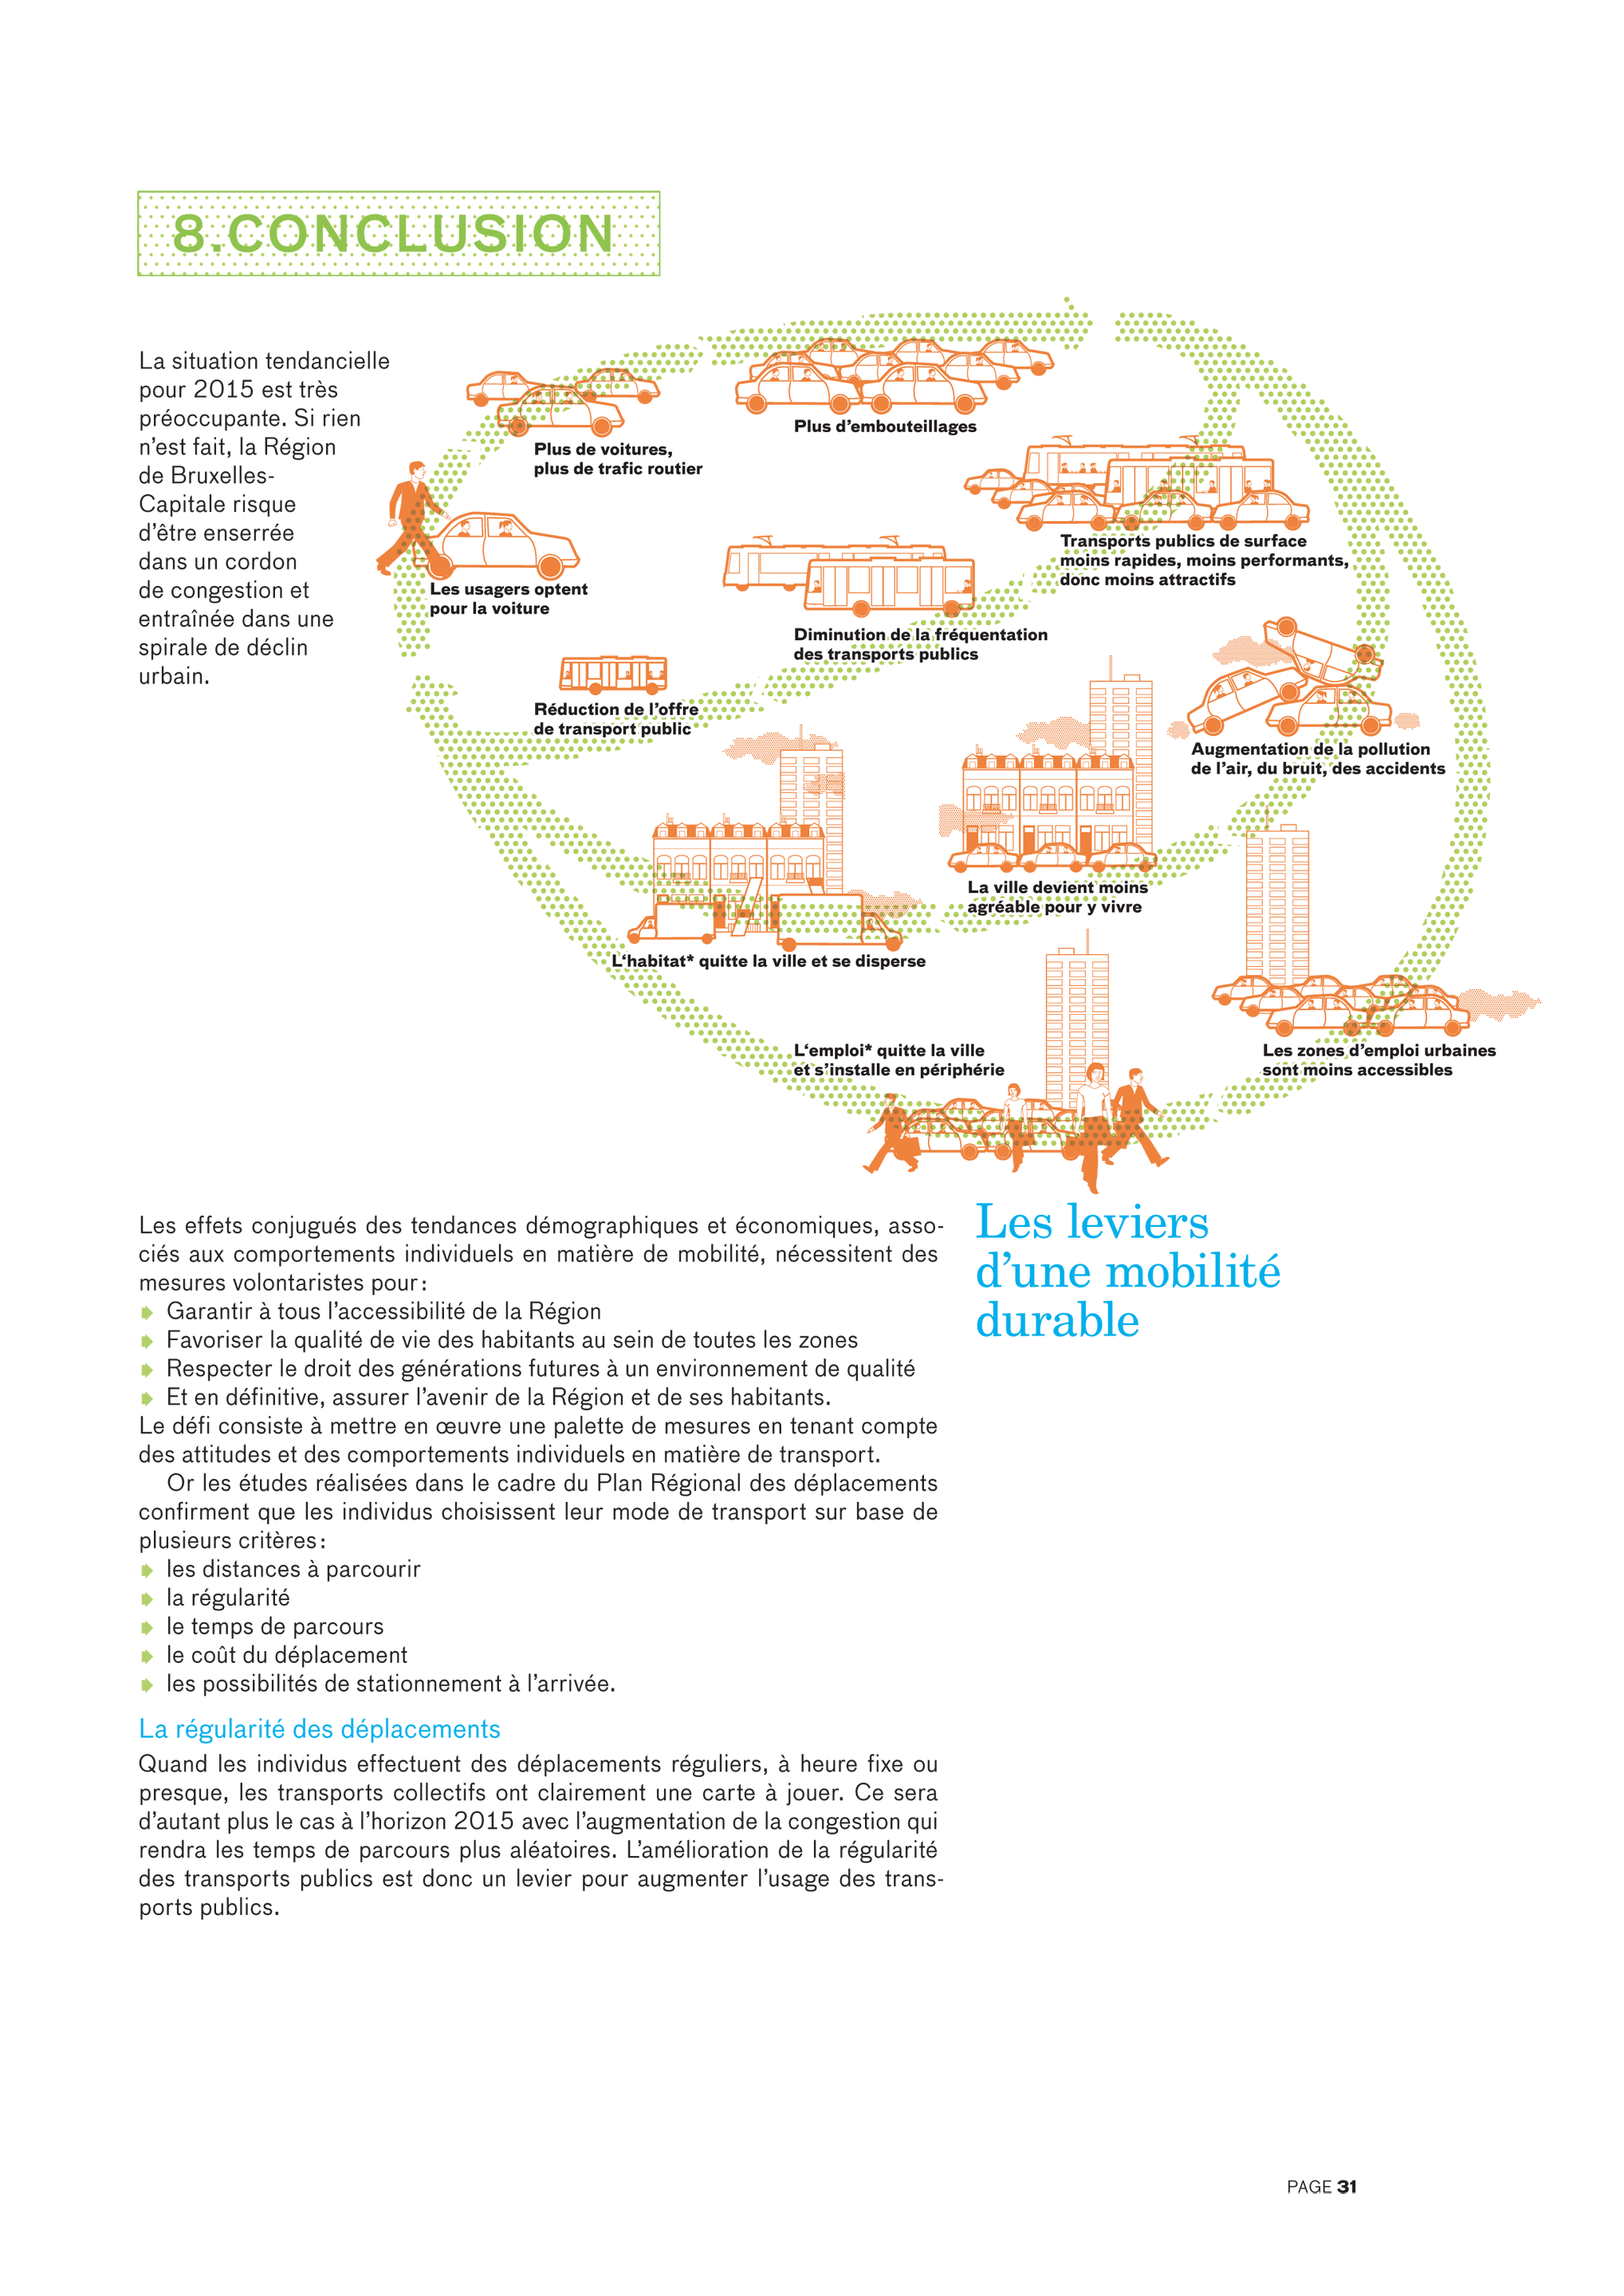 8.CONCLUSION
La situation tendancielle
pour 2015 est très
préoccupante. Si rien
n’est fait, la Région
de Bruxelles-
Capitale risque
d’être enserrée
dans un cordon
de congestion et
entraînée dans une
spirale de déclin
urbain.
Plus de voitures,
plus de trafic routier
Plus d’embouteillages
Les usagers optent
pour la voiture
Transports publics de surface
moins rapides, moins performants,
donc moins attractifs
Diminution de la fréquentation
des transports publics
Réduction de l’offre
de transport public
Augmentation de la pollution
de l’air, du bruit, des accidents
La ville devient moins
agréable pour y vivre
L‘habitat* quitte la ville et se disperse
L‘emploi* quitte la ville
et s’installe en périphérie
Les zones d’emploi urbaines
sont moins accessibles
Les effets conjugués des tendances démographiques et économiques, asso-
ciés aux comportements individuels en matière de mobilité, nécessitent des
mesures volontaristes pour :
Garantir à tous l’accessibilité de la Région
Favoriser la qualité de vie des habitants au sein de toutes les zones
Respecter le droit des générations futures à un environnement de qualité
Et en définitive, assurer l’avenir de la Région et de ses habitants.
Le défi consiste à mettre en œuvre une palette de mesures en tenant compte
des attitudes et des comportements individuels en matière de transport.
Or les études réalisées dans le cadre du Plan Régional des déplacements
confirment que les individus choisissent leur mode de transport sur base de
plusieurs critères :
les distances à parcourir
la régularité
le temps de parcours
le coût du déplacement
les possibilités de stationnement à l’arrivée.
La régularité des déplacements
Quand les individus effectuent des déplacements réguliers, à heure fixe ou
presque, les transports collectifs ont clairement une carte à jouer. Ce sera
d’autant plus le cas à l’horizon 2015 avec l’augmentation de la congestion qui
rendra les temps de parcours plus aléatoires. L’amélioration de la régularité
des transports publics est donc un levier pour augmenter l’usage des trans-
ports publics.
Les leviers
d’une mobilité
durable
PAGE 31